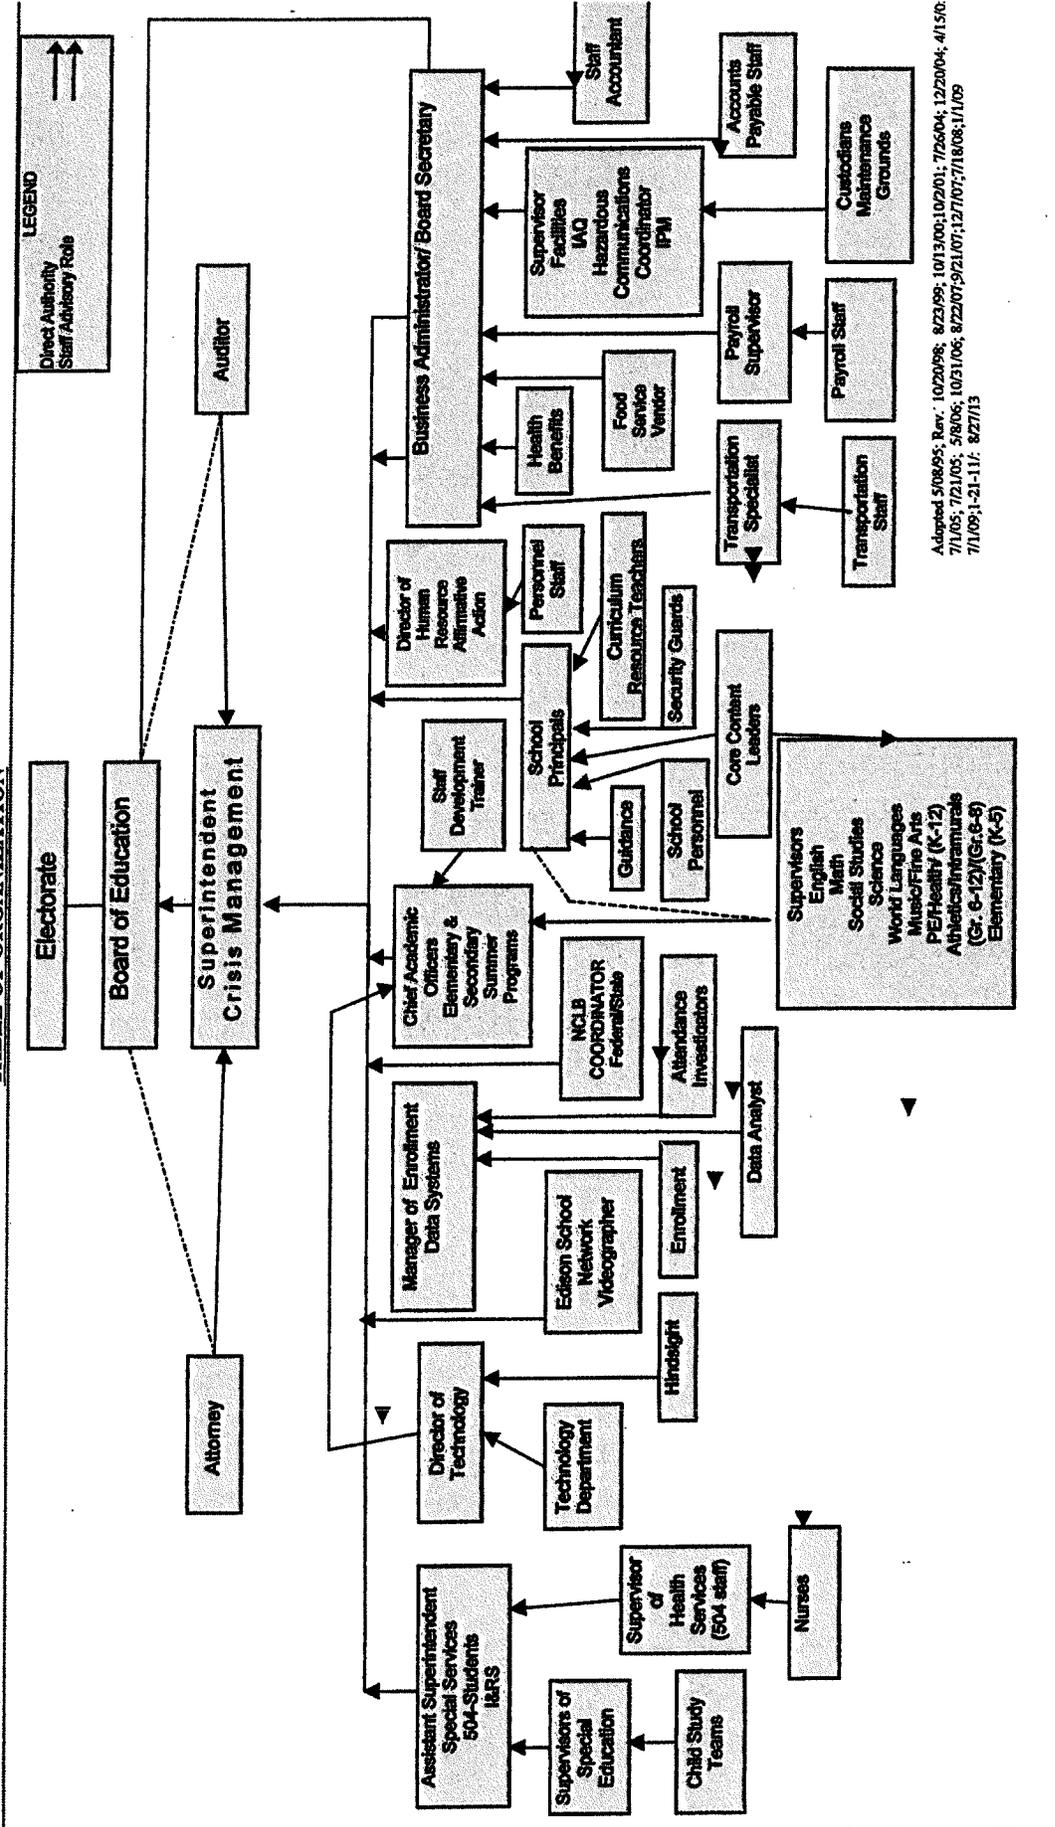 LEGEND
Direct Authority
Staff Advisory Role
Electorate
Board of Education
Attorney
Superintendent
Crisis Management
Auditor
Assistant Superintendent
Special Services
504-Students
I&RS
Director of
Technology
Manager of Enrollment
Data Systems
Chief Academic
Officers
Elementary &
Secondary
Summer
Programs
Staff
Development
Trainer
Director of
Human
Resource
Affirmative
Action
Business Administrator/ Board Secretary
Supervisors of
Special
Education
Supervisor
of
Health
Services
(504 staff)
Technology
Department
Hindsight
Edison School
Network
Videographer
Enrollment
NCLB
COORDINATOR
Federal/State
Attendance
Investigators
School
Principals
Personnel
Staff
Guidance
School
Personnel
Curriculum
Resource Teachers
Security Guards
Health
Benefits
Food
Service
Vendor
Supervisor
Facilities
IAQ
Hazardous
Communications
Coordinator
IPM
Staff
Accountant
Child Study
Teams
Nurses
Data Analyst
Core Content
Leaders
Transportation
Specialist
Payroll
Supervisor
Accounts
Payable Staff
Supervisors
English
Math
Social Studies
Science
World Languages
Music/Fine Arts
PE/Health/ (K-12)
Athletics/Intramurals
(Gr. 6-12)/(Gr.6-8)
Elementary (K-5)
Transportation
Staff
Payroll Staff
Custodians
Maintenance
Grounds
Adopted 5/08/95; Rev. 10/20/98; 8/23/99; 10/13/00;10/2/01; 7/26/04; 12/20/04;
7/1/05; 7/21/05; 5/8/06; 10/31/06; 8/22/07;9/21/07;12/7/07;7/18/08;1/1/09
7/1/09;1-21-11/: 8/27/13